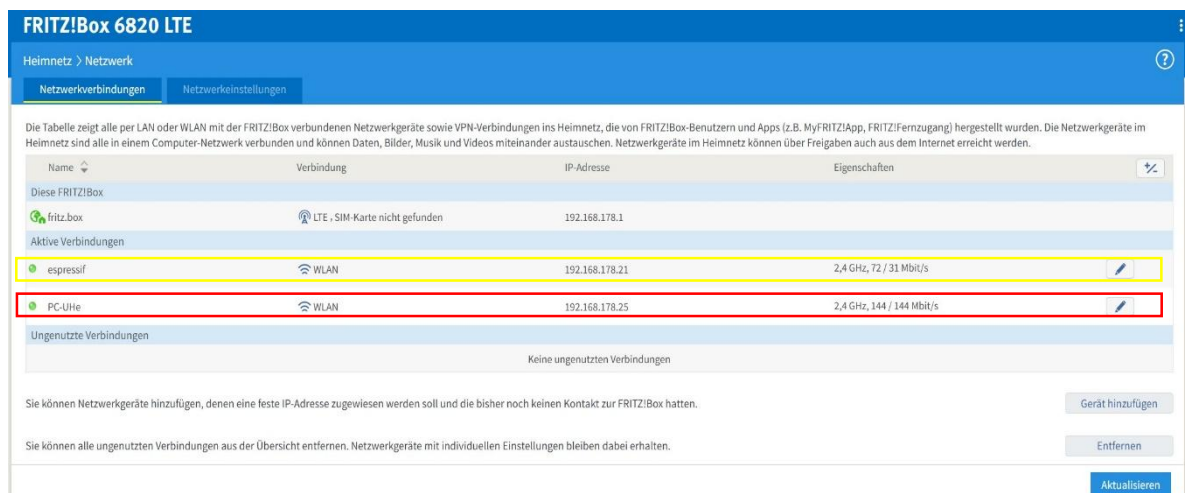 FRITZ!Box 6820 LTE
Heimnetz > Netzwerk
Netzwerkverbindungen Netzwerkeinstellungen
Die Tabelle zeigt alle per LAN oder WLAN mit der FRITZ!Box verbundenen Netzwerkgeräte sowie VPN-Verbindungen ins Heimnetz, die von FRITZ!Box-Benutzern und Apps (z.B. MyFRITZ!App, FRITZ!Fernzugang) hergestellt wurden. Die Netzwerkgeräte im
Heimnetz sind alle in einem Computer-Netzwerk verbunden und können Daten, Bilder, Musik und Videos miteinander austauschen. Netzwerkgeräte im Heimnetz können über Freigaben auch aus dem Internet erreicht werden.
Name Verbindung IP-Adresse Eigenschaften
Diese FRITZ!Box
fritz.box LTE , SIM-Karte nicht gefunden 192.168.178.1
Aktive Verbindungen
espressif WLAN 192.168.178.21 2,4 GHz, 72 / 31 Mbit/s
PC-UHe WLAN 192.168.178.25 2,4 GHz, 144 / 144 Mbit/s
Ungenutzte Verbindungen
Keine ungenutzten Verbindungen
Sie können Netzwerkgeräte hinzufügen, denen eine feste IP-Adresse zugewiesen werden soll und die bisher noch keinen Kontakt zur FRITZ!Box hatten. Gerät hinzufügen
Sie können alle ungenutzten Verbindungen aus der Übersicht entfernen. Netzwerkgeräte mit individuellen Einstellungen bleiben dabei erhalten. Entfernen
Aktualisieren